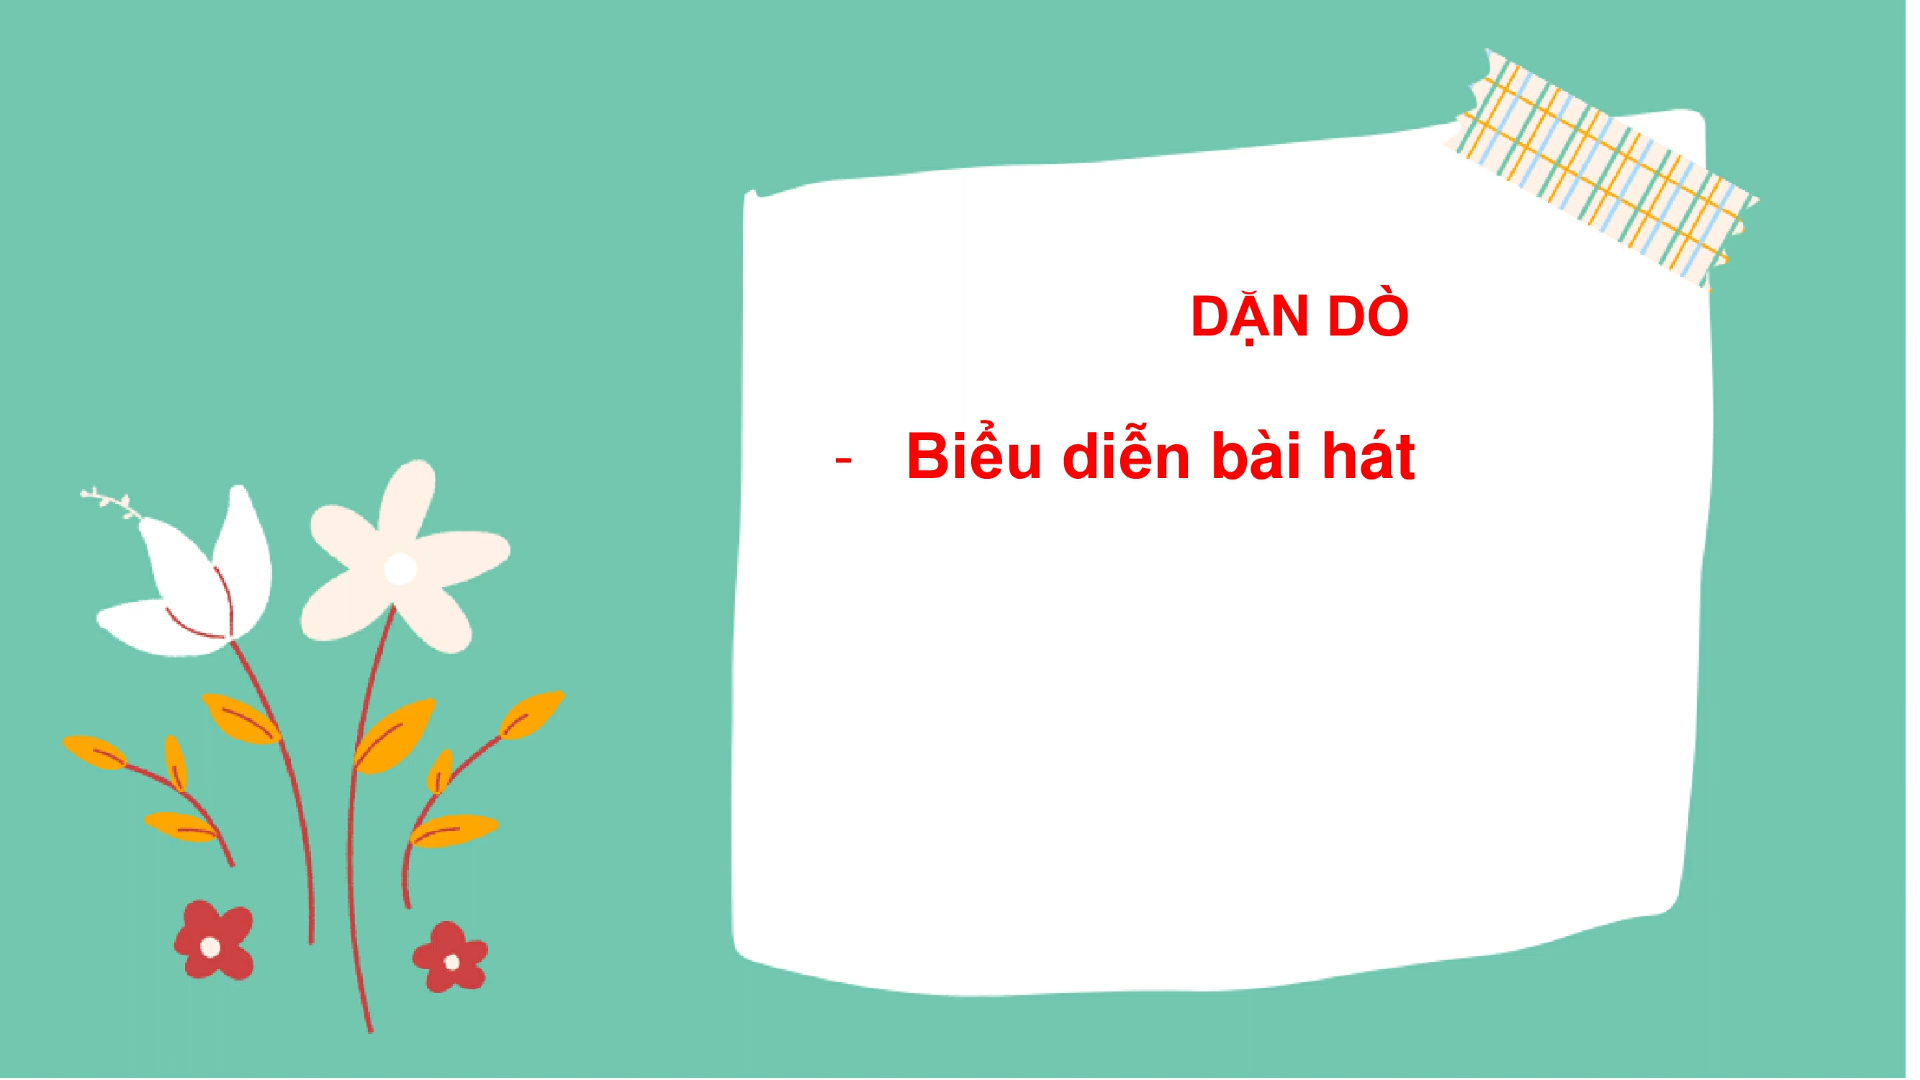 DẶN DÒ
- Biểu diễn bài hát